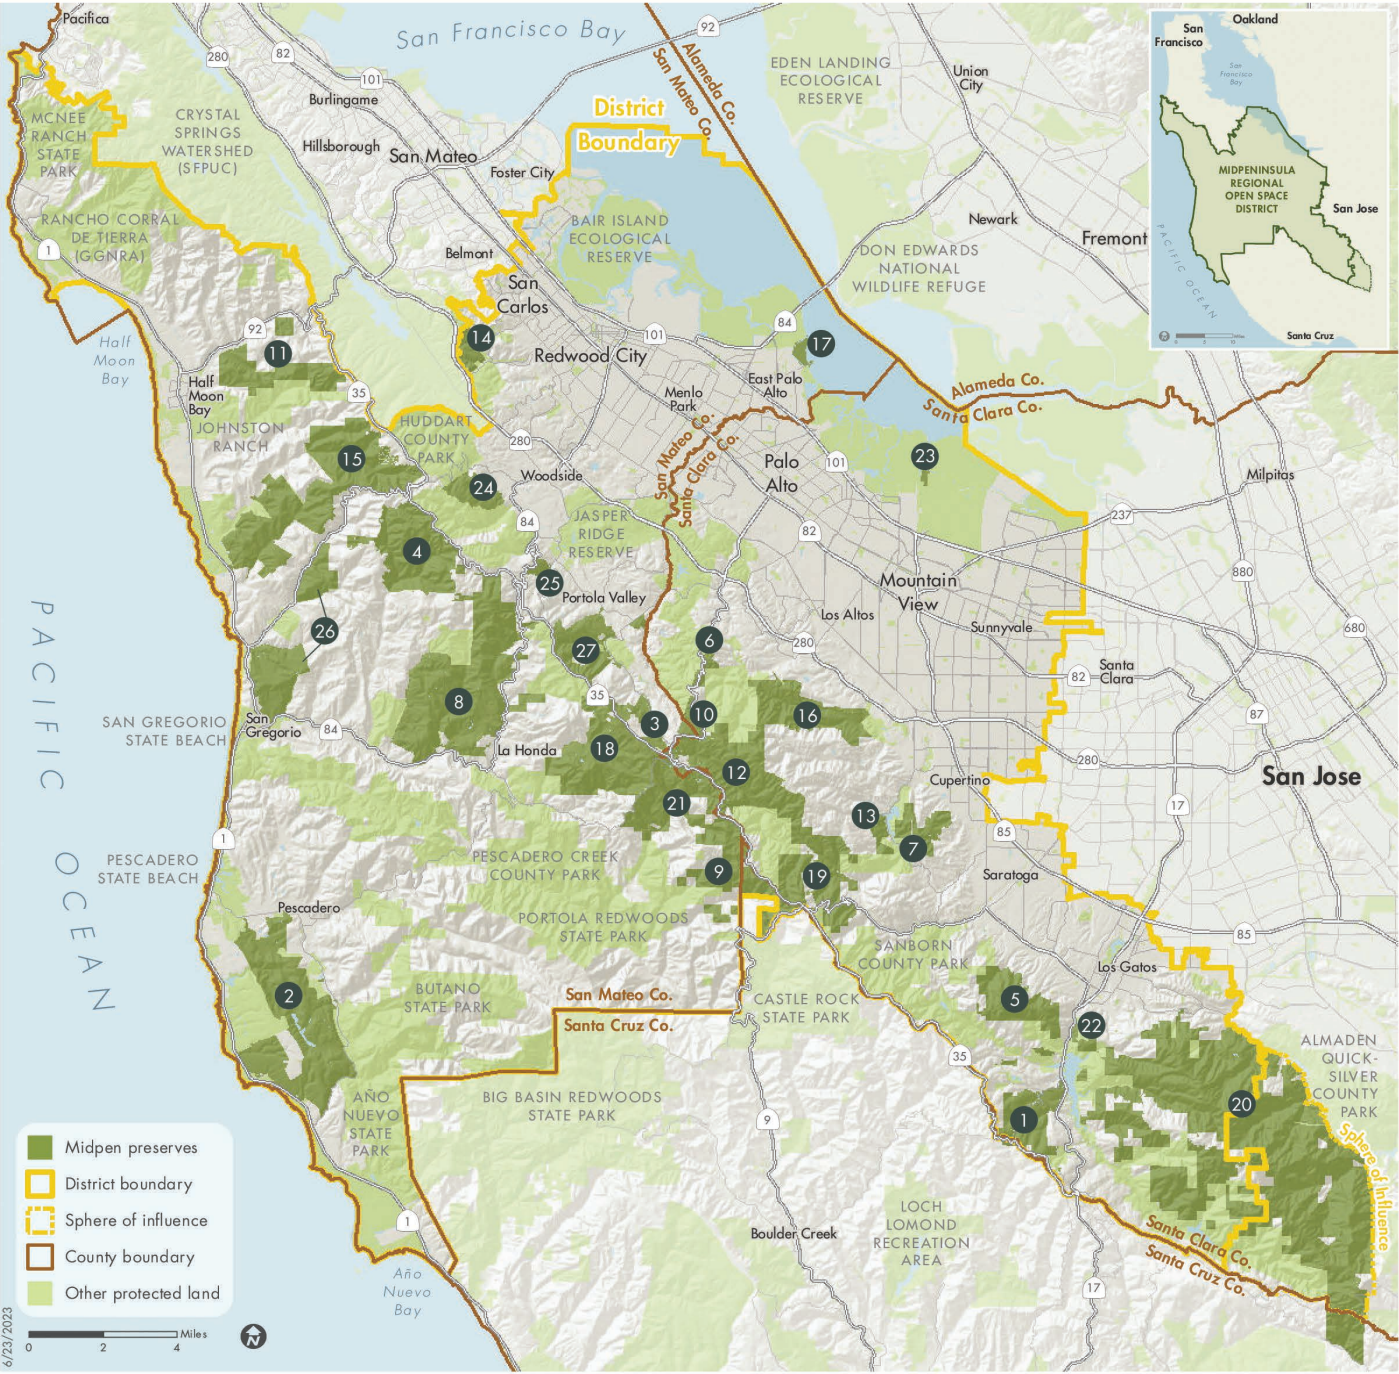 Pacifica
San Francisco Bay
280
82
101
92
Burlingame
Hillsborough
San Mateo
Foster City
CRYSTAL
SPRINGS
WATERSHED
(SFPUC)
MCNEE
RANCH
STATE
PARK
District
Boundary
Alameda Co.
San Mateo Co.
EDEN LANDING
ECOLOGICAL
RESERVE
Union
City
Newark
Fremont
San
Francisco
Oakland
San
Francisco
Bay
MIDPENINSULA
REGIONAL
OPEN SPACE
DISTRICT
San Jose
PACIFIC OCEAN
Santa Cruz
RANCHO CORRAL
DE TIERRA
(GGNRA)
1
Belmont
San
Carlos
BAIR ISLAND
ECOLOGICAL
RESERVE
DON EDWARDS
NATIONAL
WILDLIFE REFUGE
Half
Moon
Bay
92
11
14
Redwood City
101
84
17
35
Half
Moon
Bay
Menlo
Park
East Palo
Alto
Alameda Co.
Santa Clara Co.
JOHNSTON
RANCH
HUDDART
COUNTY
PARK
280
San Mateo Co.
Santa Clara Co.
15
24
Woodside
Palo
Alto
101
23
Milpitas
84
JASPER
RIDGE
RESERVE
82
237
4
25
Portola Valley
Mountain
View
880
Los Altos
Sunnyvale
26
27
6
280
680
Santa
Clara
82
8
35
3
10
16
87
SAN GREGORIO
STATE BEACH
San
Gregorio
84
La Honda
18
12
280
Cupertino
San Jose
21
13
17
1
7
85
PESCADERO
STATE BEACH
PESCADERO CREEK
COUNTY PARK
9
19
Saratoga
Pescadero
PORTOLA REDWOODS
STATE PARK
SANBORN
COUNTY PARK
85
Los Gatos
2
BUTANO
STATE PARK
San Mateo Co.
Santa Cruz Co.
CASTLE ROCK
STATE PARK
5
22
35
ALMADEN
QUICK-
SILVER
COUNTY
PARK
PACIFIC OCEAN
AÑO
NUEVO
STATE
PARK
BIG BASIN REDWOODS
STATE PARK
9
1
20
Sphere of Influence
Midpen preserves
District boundary
Sphere of influence
County boundary
Other protected land
1
Boulder Creek
LOCH
LOMOND
RECREATION
AREA
Santa Clara Co.
Santa Cruz Co.
17
Año
Nuevo
Bay
Miles
0 2 4
N
6/23/2023